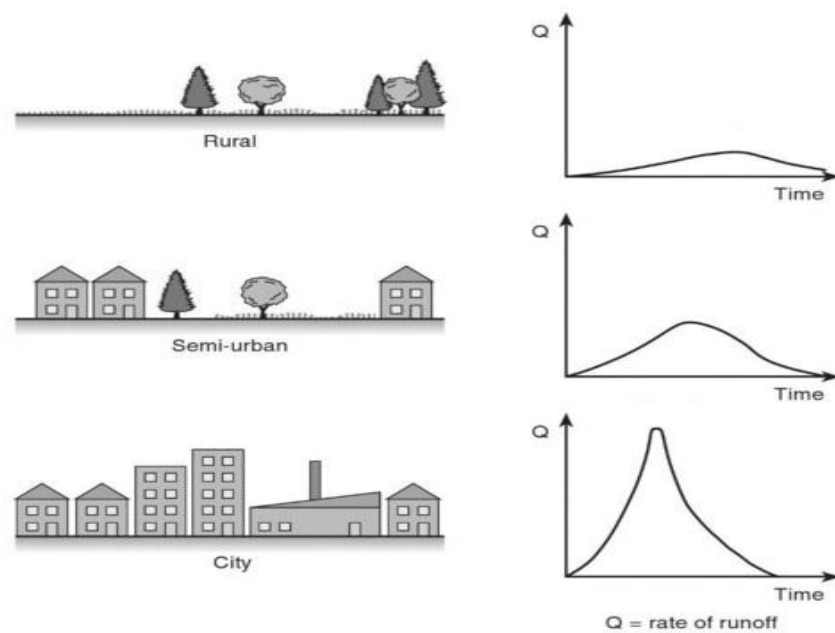 Q
Rural
Time
Q
Semi-urban
Time
Q
City
Time
Q = rate of runoff